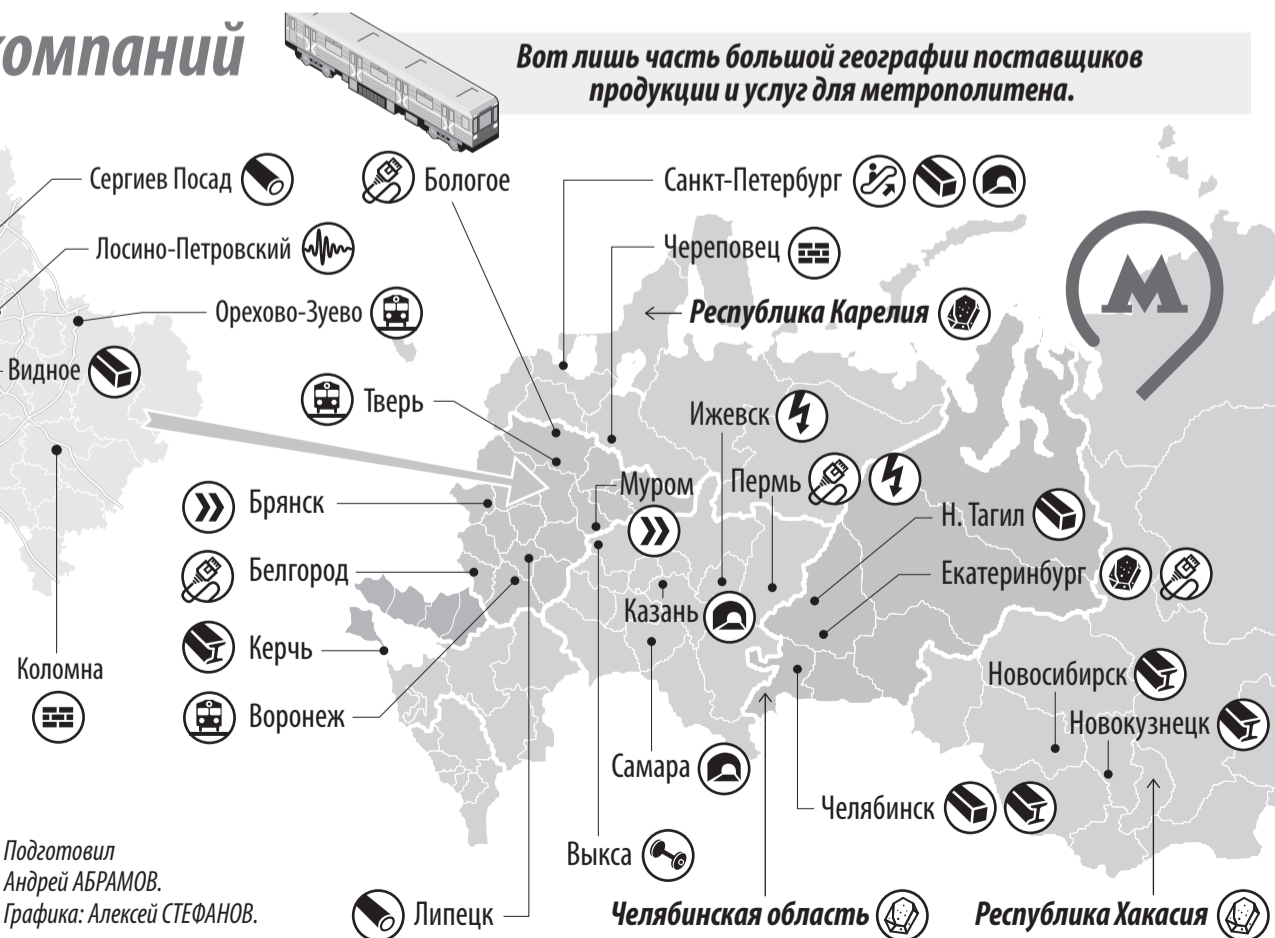 компаний
Вот лишь часть большой географии поставщиков
продукции и услуг для метрополитена.
Сергиев Посад
Бологое
Санкт-Петербург
Лосино-Петровский
Череповец
Орехово-Зуево
Республика Карелия
М
Видное
Тверь
Ижевск
Муром
Пермь
Брянск
Н. Тагил
Белгород
Екатеринбург
Казань
Керчь
Коломна
Новосибирск
Воронеж
Новокузнецк
Самара
Челябинск
Выкса
Подготовил
Андрей АБРАМОВ.
Графика: Алексей СТЕФАНОВ.
Липецк
Челябинская область
Республика Хакасия